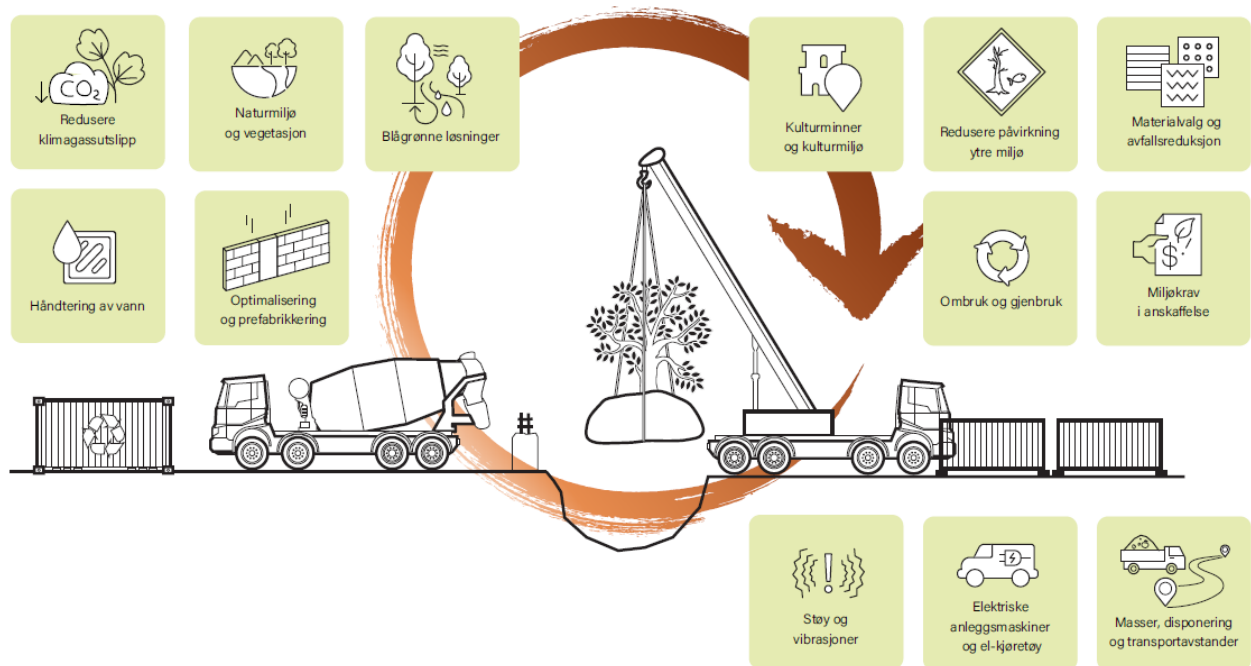 CO₂
Redusere
klimagassutslipp
Naturmiljø
og vegetasjon
Blågrønne løsninger
Kulturminner
og kulturmiljø
Redusere påvirkning
ytre miljø
Materialvalg og
avfallsreduksjon
Håndtering av vann
Optimalisering
og prefabrikkering
Ombruk og gjenbruk
$
Miljøkrav
i anskaffelse
!
Støy og
vibrasjoner
Elektriske
anleggsmaskiner
og el-kjøretøy
Masser, disponering
og transportavstander